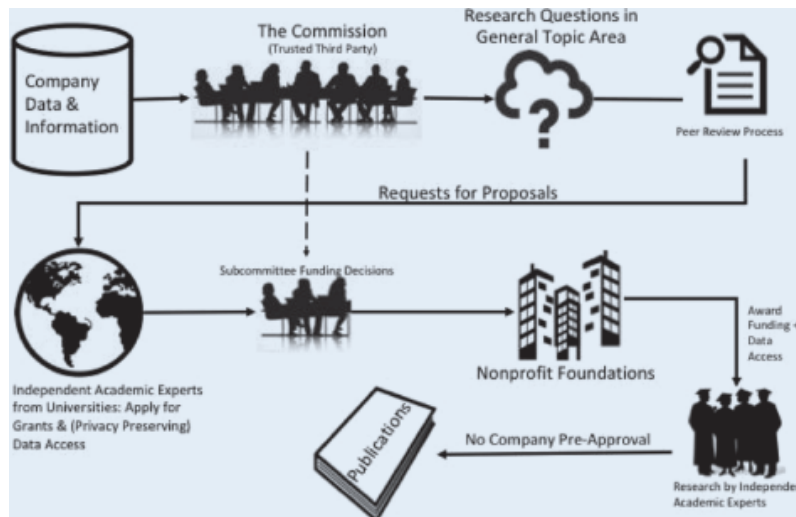 The Commission
(Trusted Third Party)
Research Questions in
General Topic Area
Company
Data &
Information
Peer Review Process
Requests for Proposals
Subcommittee Funding Decisions
Award
Funding +
Data
Access
Nonprofit Foundations
Independent Academic Experts
from Universities: Apply for
Grants & (Privacy Preserving)
Data Access
Publications
No Company Pre-Approval
Research by
Academic Experts